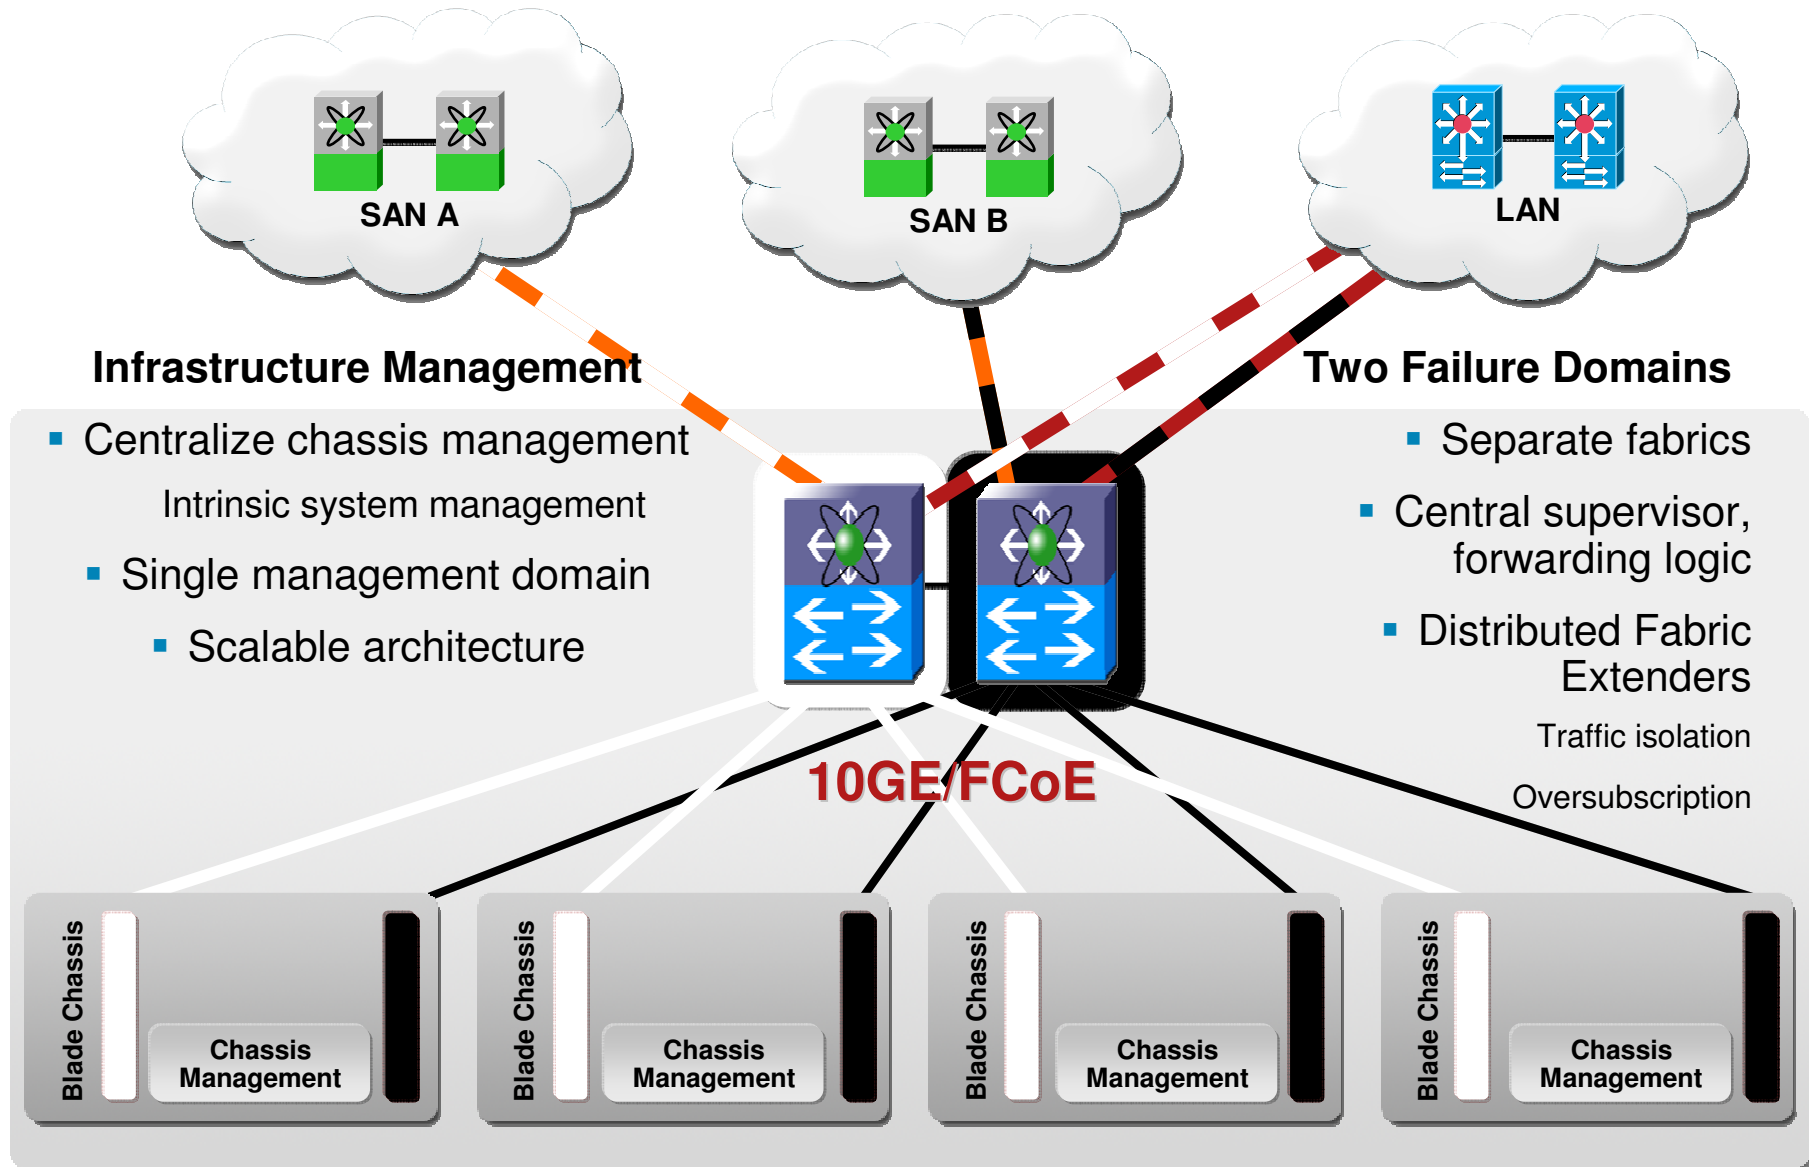 SAN A
SAN B
LAN
Infrastructure Management
Centralize chassis management
Intrinsic system management
Single management domain
Scalable architecture
Two Failure Domains
Separate fabrics
Central supervisor,
forwarding logic
Distributed Fabric
Extenders
Traffic isolation
Oversubscription
10GE/FCoE
Blade Chassis
Chassis
Management
Blade Chassis
Chassis
Management
Blade Chassis
Chassis
Management
Blade Chassis
Chassis
Management